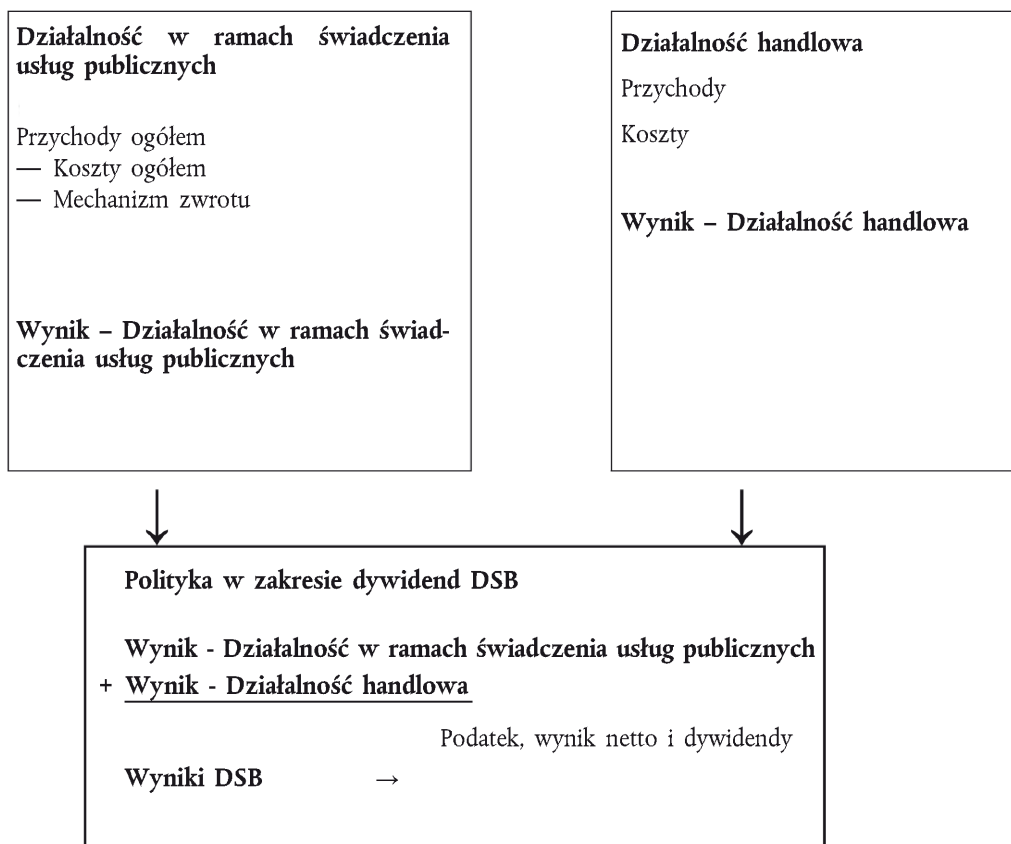 Działalność w ramach świadczenia
usług publicznych
Przychody ogółem
— Koszty ogółem
— Mechanizm zwrotu
Wynik – Działalność w ramach świad-
czenia usług publicznych
Działalność handlowa
Przychody
Koszty
Wynik – Działalność handlowa
Polityka w zakresie dywidend DSB
Wynik - Działalność w ramach świadczenia usług publicznych
+ Wynik - Działalność handlowa
Podatek, wynik netto i dywidendy
Wyniki DSB →